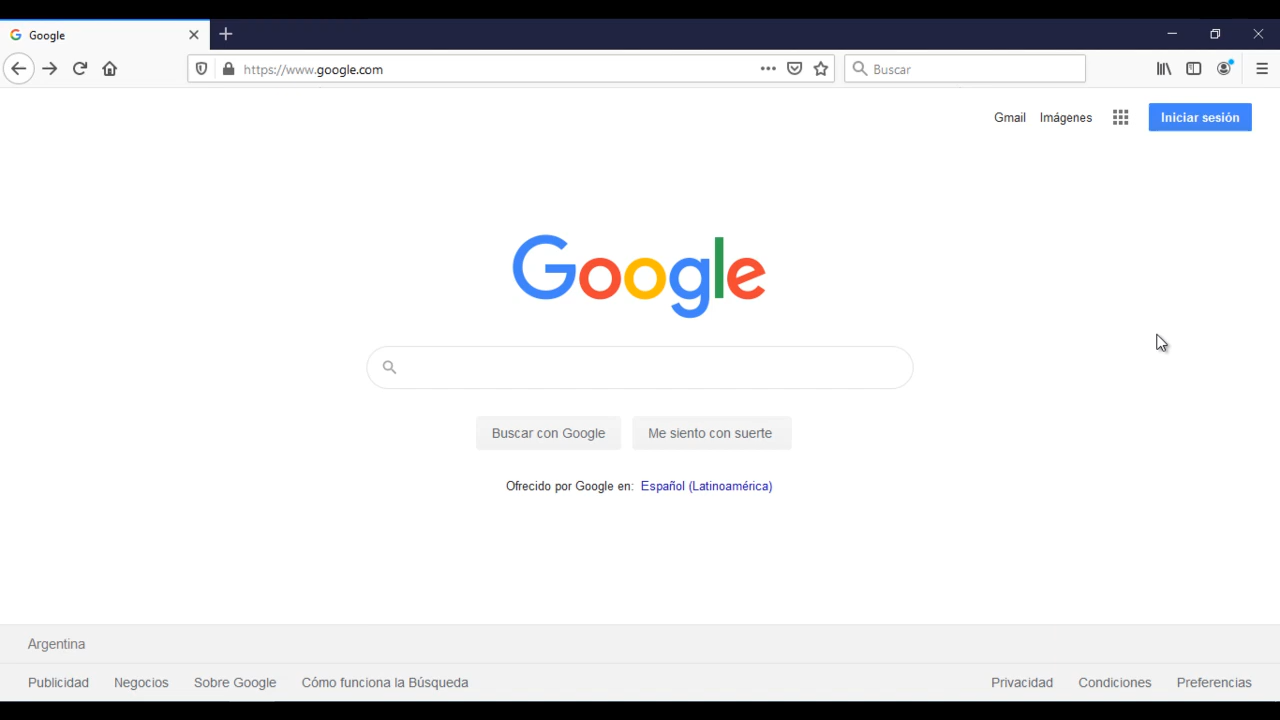 Google
https://www.google.com
Buscar
Gmail Imágenes Iniciar sesión
Google
Buscar con Google Me siento con suerte
Ofrecido por Google en: Español (Latinoamérica)
Argentina
Publicidad Negocios Sobre Google Cómo funciona la Búsqueda Privacidad Condiciones Preferencias